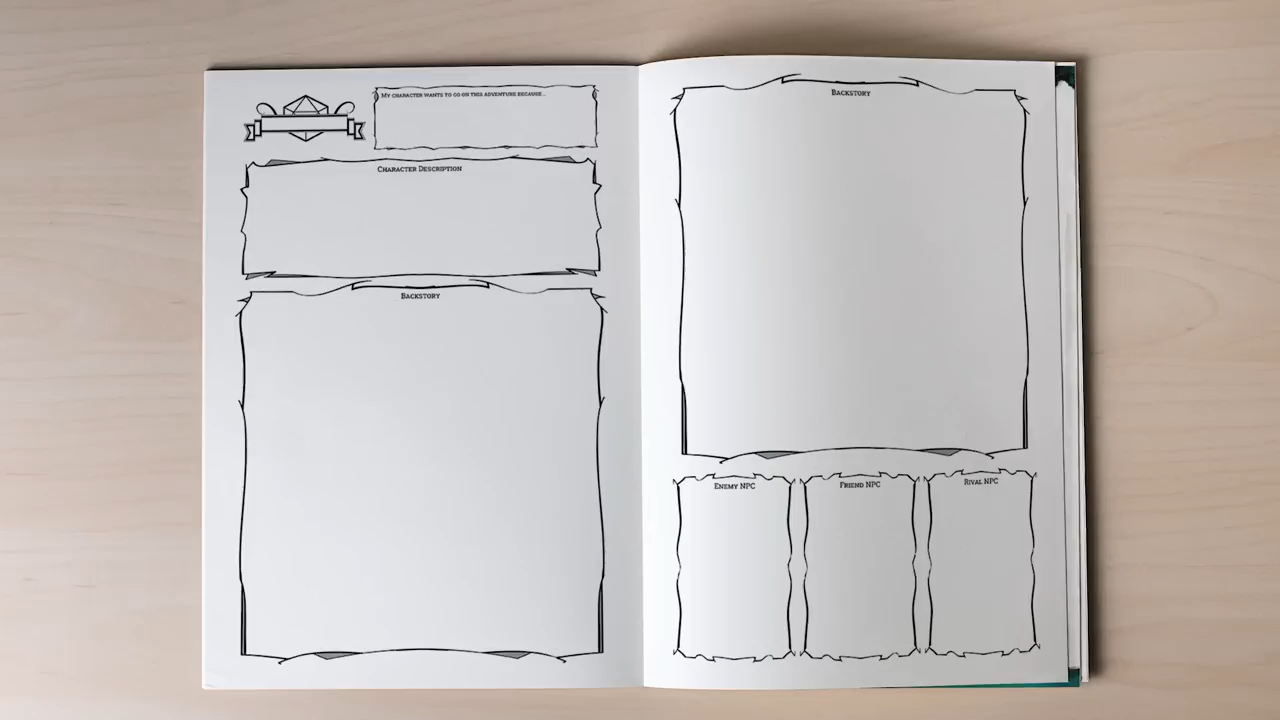 My character wants to go on this adventure because...
Character Description
Backstory
Backstory
Enemy NPC
Friend NPC
Rival NPC